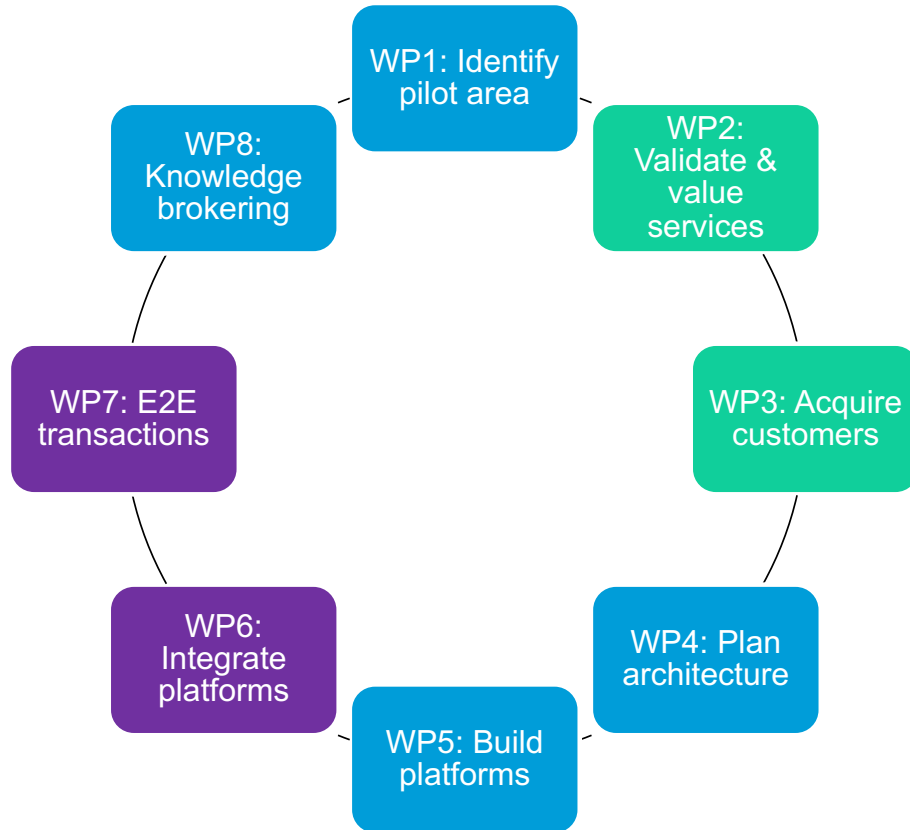 WP1: Identify
pilot area
WP2:
Validate &
value
services
WP3: Acquire
customers
WP4: Plan
architecture
WP5: Build
platforms
WP6:
Integrate
platforms
WP7: E2E
transactions
WP8:
Knowledge
brokering